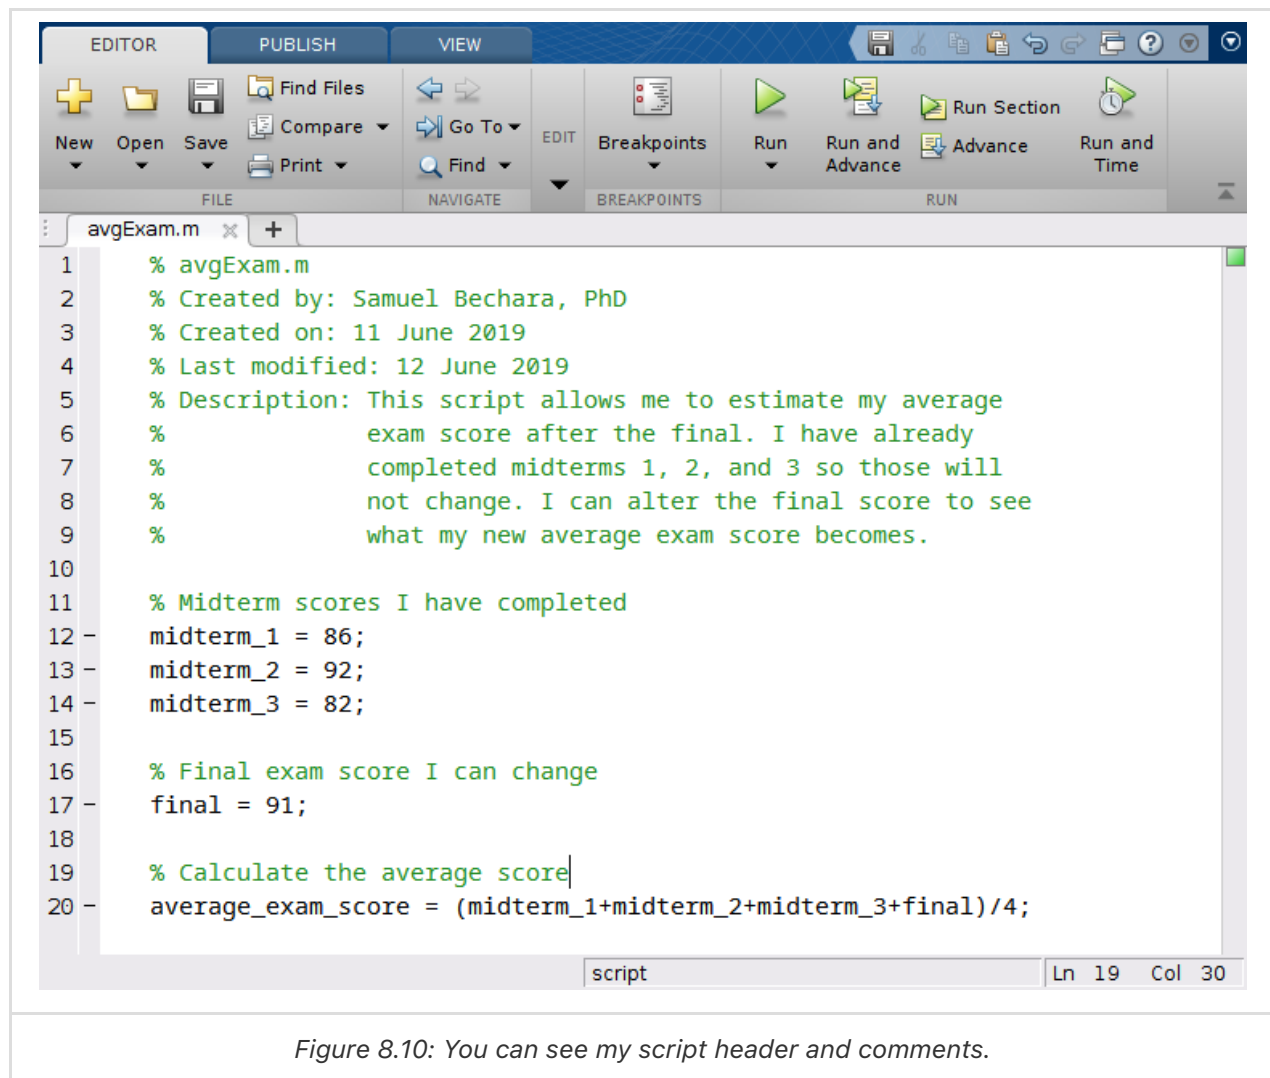 EDITOR PUBLISH VIEW
New Open Save Find Files Compare Print
Go To Find
EDIT
Breakpoints
Run Run and Advance Run Section Advance Run and Time
FILE NAVIGATE BREAKPOINTS RUN
avgExam.m
1 % avgExam.m
2 % Created by: Samuel Bechara, PhD
3 % Created on: 11 June 2019
4 % Last modified: 12 June 2019
5 % Description: This script allows me to estimate my average
6 % exam score after the final. I have already
7 % completed midterms 1, 2, and 3 so those will
8 % not change. I can alter the final score to see
9 % what my new average exam score becomes.
10
11 % Midterm scores I have completed
12 – midterm_1 = 86;
13 – midterm_2 = 92;
14 – midterm_3 = 82;
15
16 % Final exam score I can change
17 – final = 91;
18
19 % Calculate the average score
20 – average_exam_score = (midterm_1+midterm_2+midterm_3+final)/4;
script Ln 19 Col 30
Figure 8.10: You can see my script header and comments.